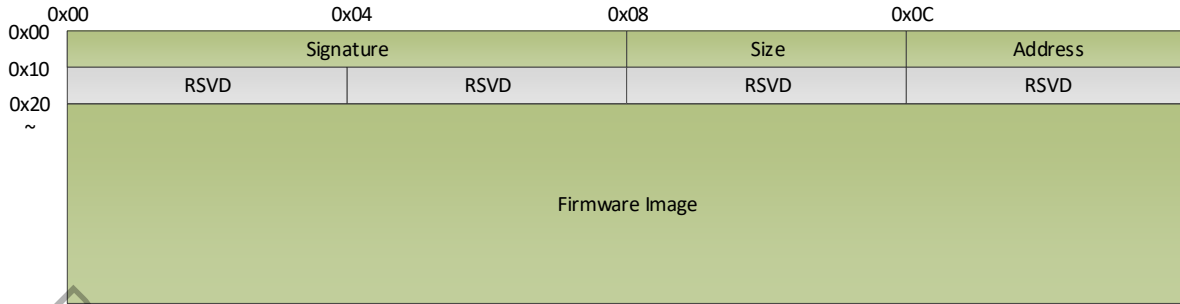 0x00 0x04 0x08 0x0C
0x00 Signature Size Address
0x10 RSVD RSVD RSVD RSVD
0x20
~
Firmware Image